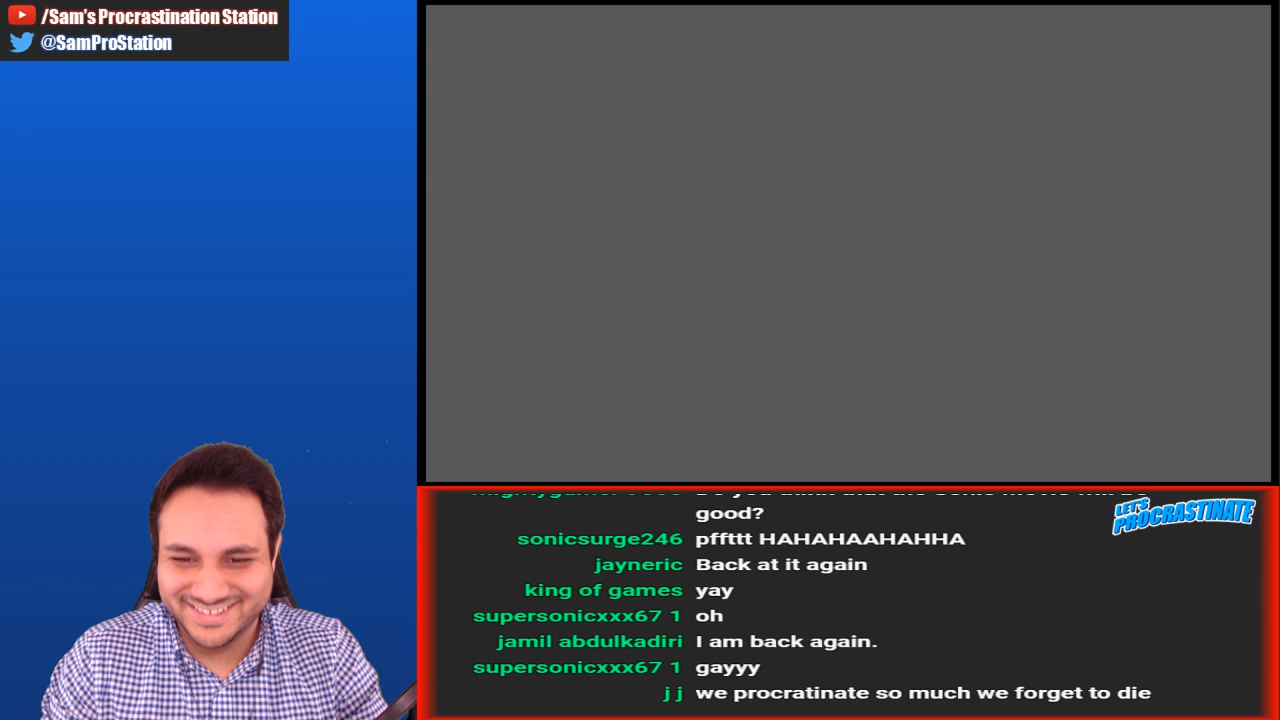 /Sam's Procrastination Station
@SamProStation
good?
LET'S
PROCRASTINATE
sonicsurge246 pffttt HAHAHAAHAHHA
jayneric Back at it again
king of games yay
supersonicxxx67 1 oh
jamil abdulkadiri I am back again.
supersonicxxx67 1 gayyy
j j we procratinate so much we forget to die